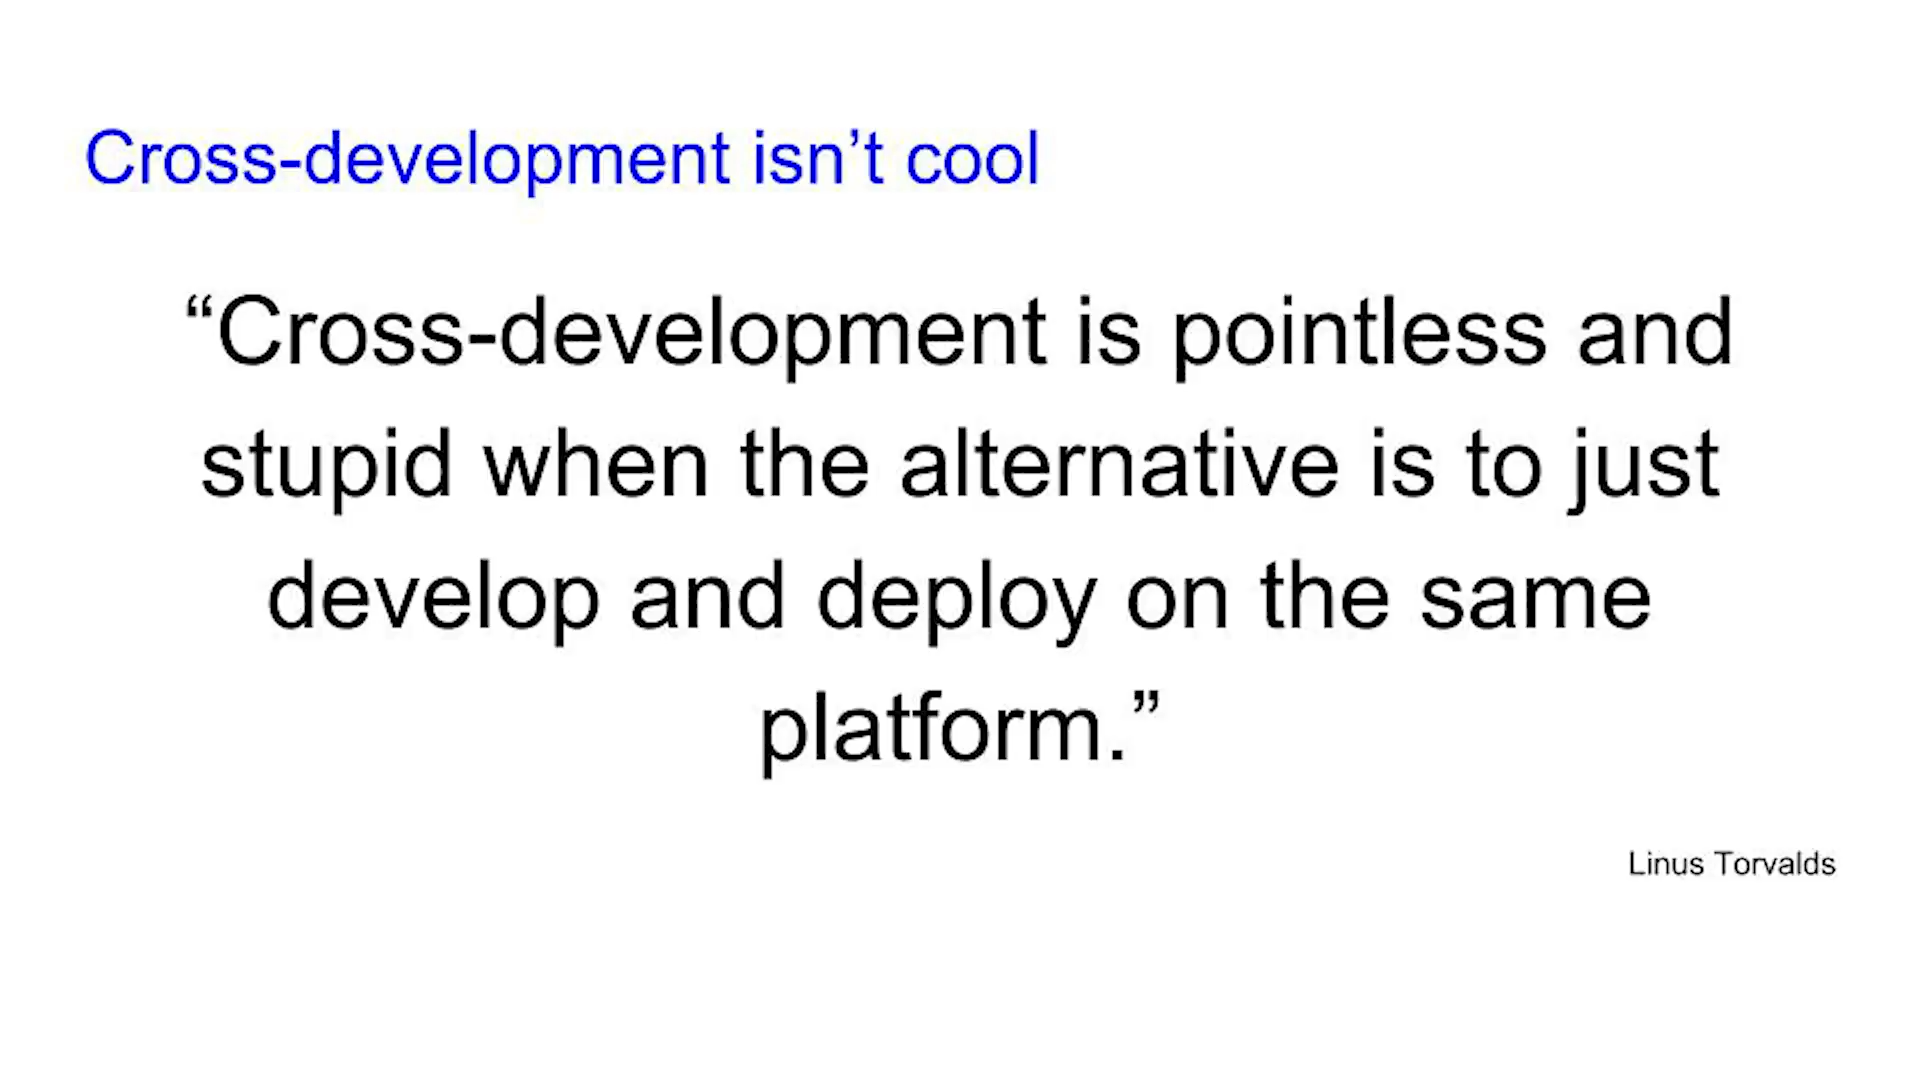 Cross-development isn’t cool
“Cross-development is pointless and
stupid when the alternative is to just
develop and deploy on the same
platform.”
Linus Torvalds